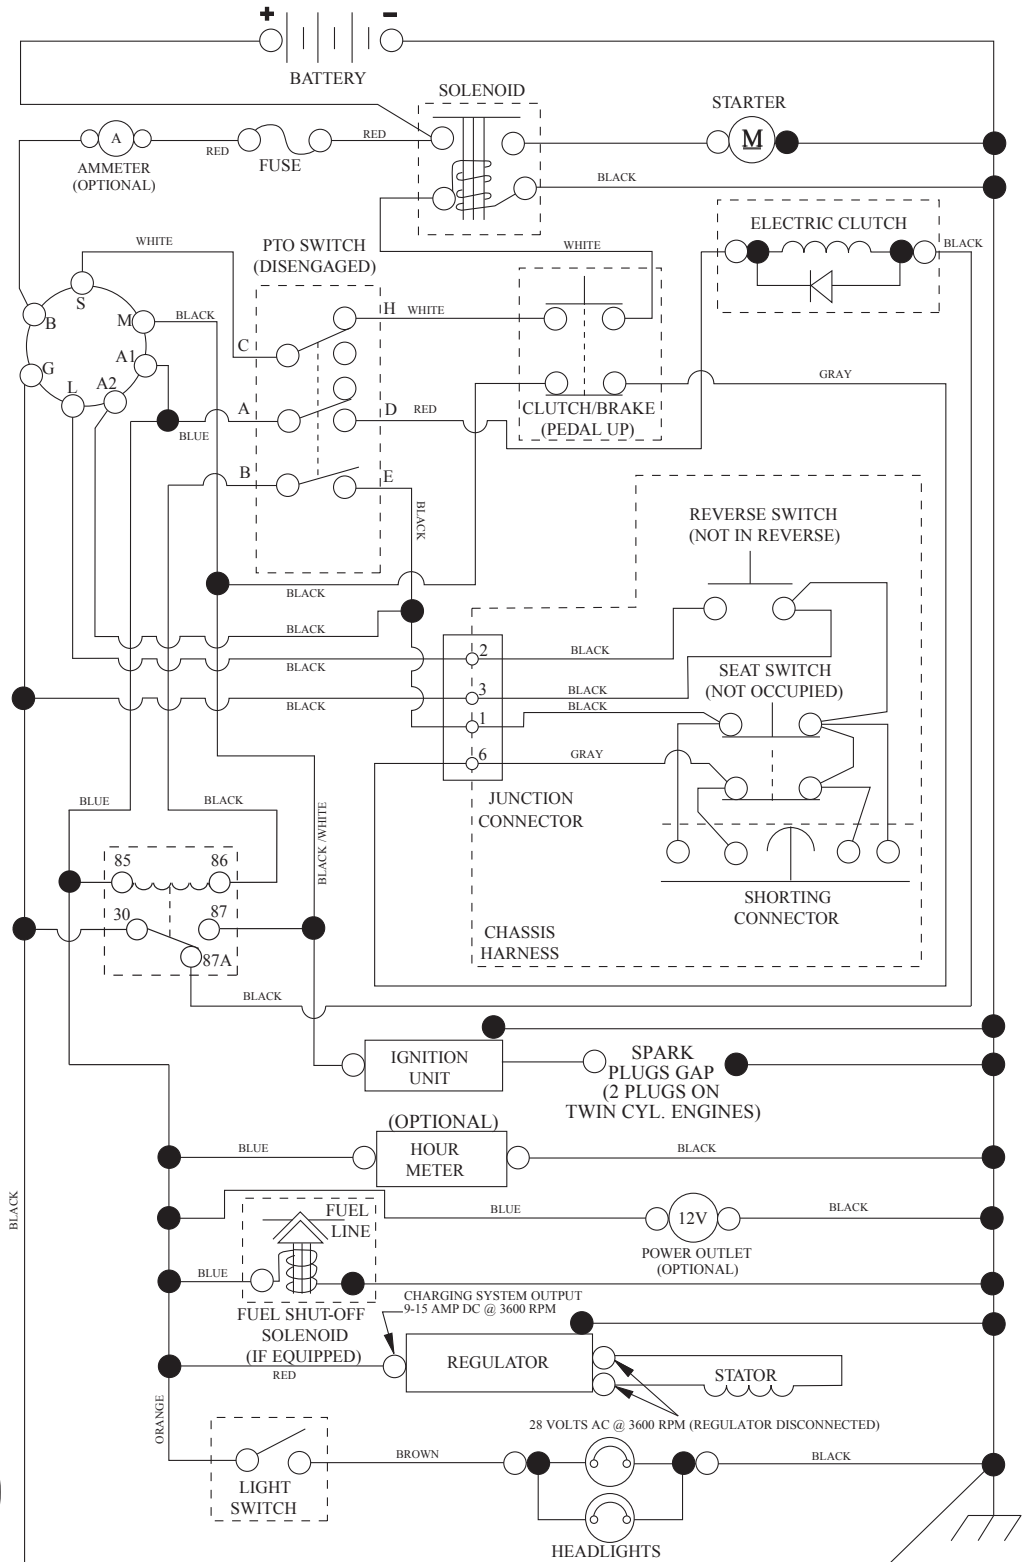 +
–
BATTERY
SOLENOID
STARTER
A
RED
FUSE
RED
M
AMMETER
(OPTIONAL)
BLACK
ELECTRIC CLUTCH
BLACK
WHITE
PTO SWITCH
(DISENGAGED)
WHITE
S
B
M
BLACK
H
WHITE
C
G
A1
L
A2
GRAY
A
D
RED
CLUTCH/BRAKE
(PEDAL UP)
BLUE
B
E
BLACK
REVERSE SWITCH
(NOT IN REVERSE)
BLACK
BLACK
2
BLACK
BLACK
SEAT SWITCH
(NOT OCCUPIED)
3
BLACK
BLACK
BLACK
1
6
GRAY
JUNCTION
CONNECTOR
BLUE
BLACK
BLACK /WHITE
85
86
30
87
87A
SHORTING
CONNECTOR
CHASSIS
HARNESS
BLACK
IGNITION
UNIT
SPARK
PLUGS GAP
(2 PLUGS ON
TWIN CYL. ENGINES)
(OPTIONAL)
HOUR
METER
BLUE
BLACK
BLACK
FUEL
LINE
BLUE
12V
BLACK
POWER OUTLET
(OPTIONAL)
BLUE
FUEL SHUT-OFF
SOLENOID
(IF EQUIPPED)
CHARGING SYSTEM OUTPUT
9-15 AMP DC @ 3600 RPM
RED
REGULATOR
STATOR
28 VOLTS AC @ 3600 RPM (REGULATOR DISCONNECTED)
ORANGE
LIGHT
SWITCH
BROWN
BLACK
HEADLIGHTS